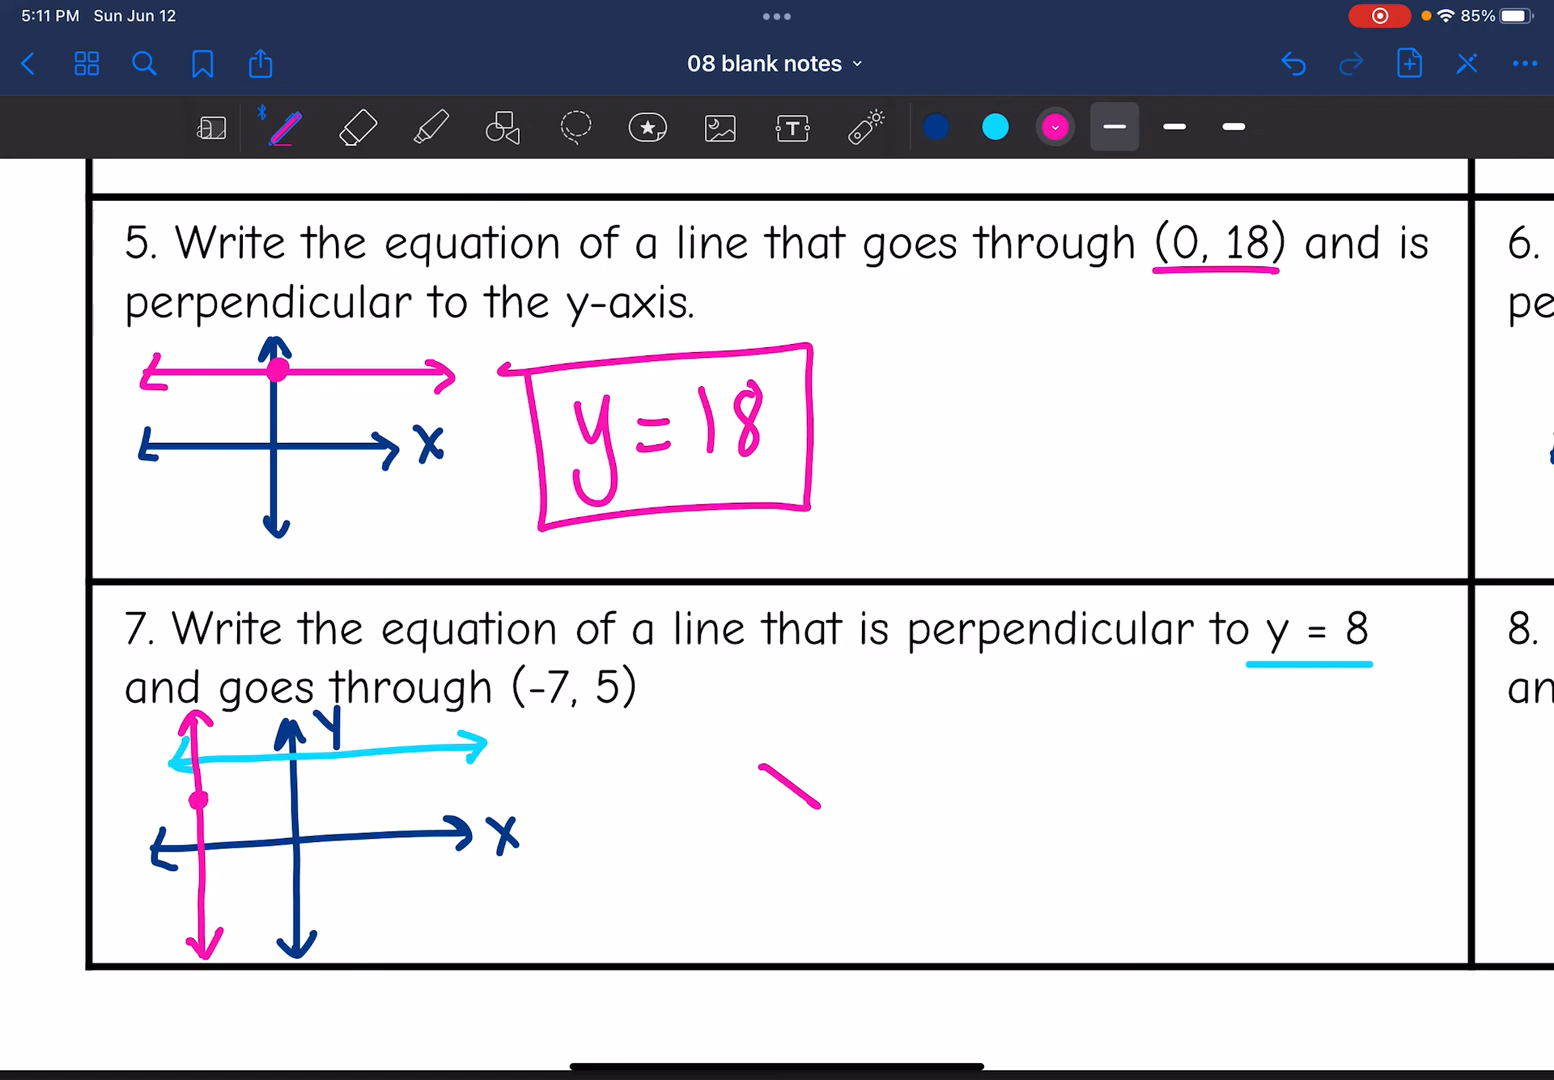 5:11 PM Sun Jun 12
85%
08 blank notes
T
5. Write the equation of a line that goes through (0, 18) and is
perpendicular to the y-axis.
x
y = 18
6.
pe
7. Write the equation of a line that is perpendicular to y = 8
and goes through (-7, 5)
y
x
8.
an